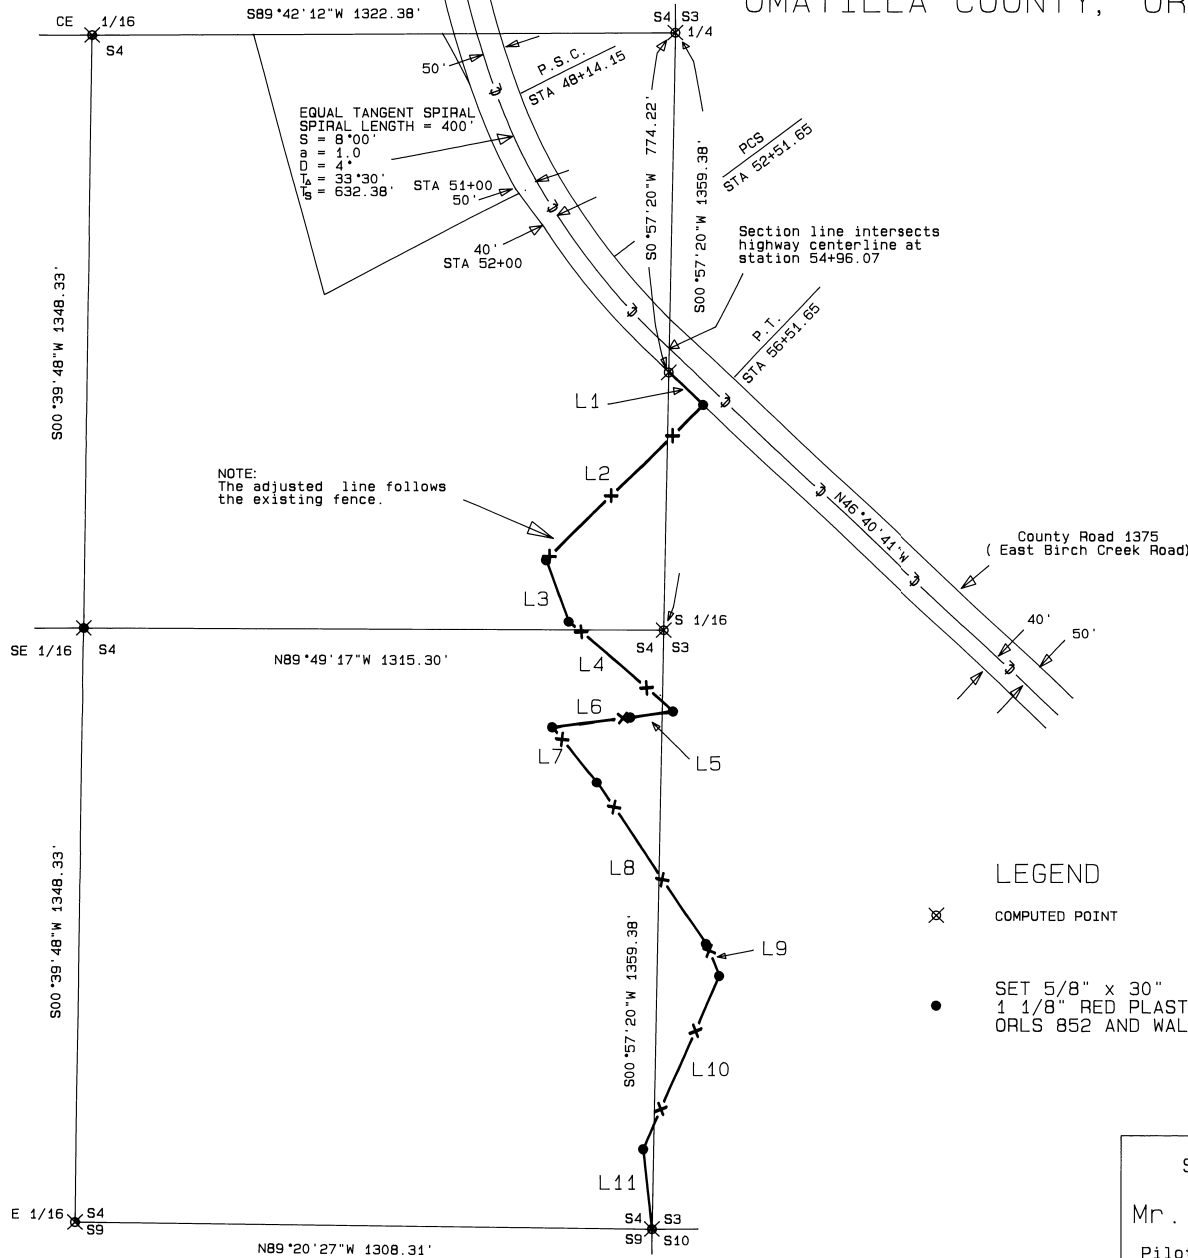 UMATILLA COUNTY, OR
S89°42'12"W 1322.38'
CE 1/16
S4
S4 S3
1/4
50'
P.S.C.
STA 48+14.15
EQUAL TANGENT SPIRAL
SPIRAL LENGTH = 400'
S = 8°00'
a = 1.0
D = 4°
T△ = 33°30'
Ts = 632.38'
STA 51+00
50'
40'
STA 52+00
S0°57'20"W 774.22'
S00°57'20"W 1359.38'
PCS
STA 52+51.65
Section line intersects
highway centerline at
station 54+96.07
P.T.
STA 56+51.65
S00°39'48"W 1348.33'
L1
L2
NOTE:
The adjusted line follows
the existing fence.
N46°40'41"W
County Road 1375
( East Birch Creek Road)
L3
S 1/16
S4 S3
SE 1/16
S4
N89°49'17"W 1315.30'
40'
50'
L4
L6
L7
L5
L8
S00°39'48"W 1348.33'
S00°57'20"W 1359.38'
LEGEND
COMPUTED POINT
L9
SET 5/8" x 30"
1 1/8" RED PLAST
ORLS 852 AND WAL
L10
L11
E 1/16
S4
S9
S4 S3
S9 S10
N89°20'27"W 1308.31'
S
Mr.
Pilo